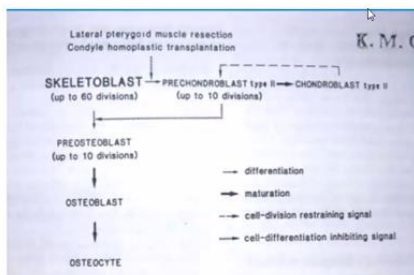 Lateral pterygoid muscle resection
Condyle homoplastic transplantation
K. M.
SKELETOBLAST
(up to 60 divisions)
PRECHONDROBLAST type II
(up to 10 divisions)
CHONDROBLAST type II
PREOSTEOBLAST
(up to 10 divisions)
OSTEOBLAST
OSTEOCYTE
differentiation
maturation
cell-division restraining signal
cell-differentiation inhibiting signal